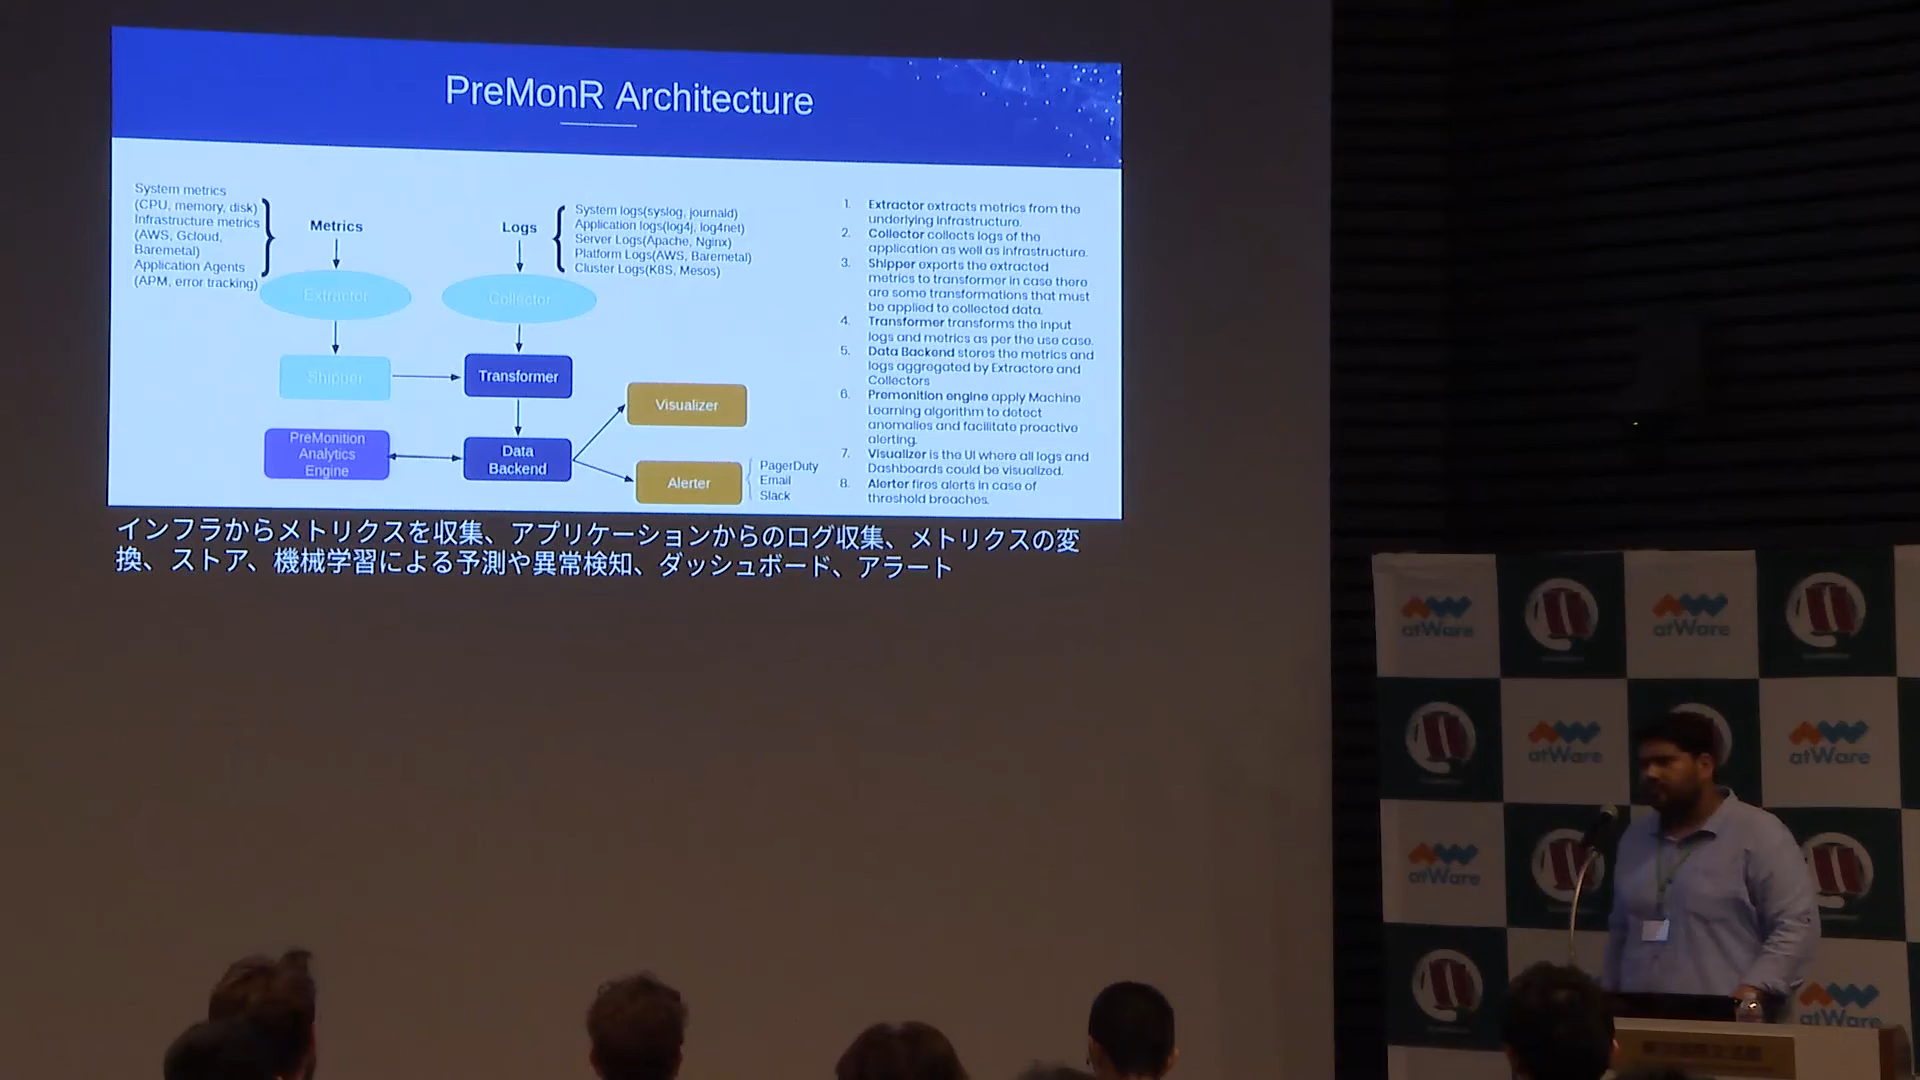 PreMonR Architecture
System metrics
(CPU, memory, disk)
Infrastructure metrics
(AWS, Gcloud,
Baremetal)
Application Agents
(APM, error tracking)
Metrics
Logs
System logs(syslog, journald)
Application logs(log4j, log4net)
Server Logs(Apache, Nginx)
Platform Logs(AWS, Baremetal)
Cluster Logs(K8S, Mesos)
Extractor
Collector
Shipper
Transformer
Visualizer
PreMonition
Analytics
Engine
Data
Backend
Alerter
PagerDuty
Email
Slack
1. Extractor extracts metrics from the
underlying infrastructure.
2. Collector collects logs of the
application as well as infrastructure.
3. Shipper exports the extracted
metrics to transformer in case there
are some transformations that must
be applied to collected data.
4. Transformer transforms the input
logs and metrics as per the use case.
5. Data Backend stores the metrics and
logs aggregated by Extractore and
Collectors
6. Premonition engine apply Machine
Learning algorithm to detect
anomalies and facilitate proactive
alerting.
7. Visualizer is the UI where all logs and
Dashboards could be visualized.
8. Alerter fires alerts in case of
threshold breaches.
インフラからメトリクスを収集、アプリケーションからのログ収集、メトリクスの変
換、ストア、機械学習による予測や異常検知、ダッシュボード、アラート
atWare
atWare
atWare
atWare
atWare
atWare